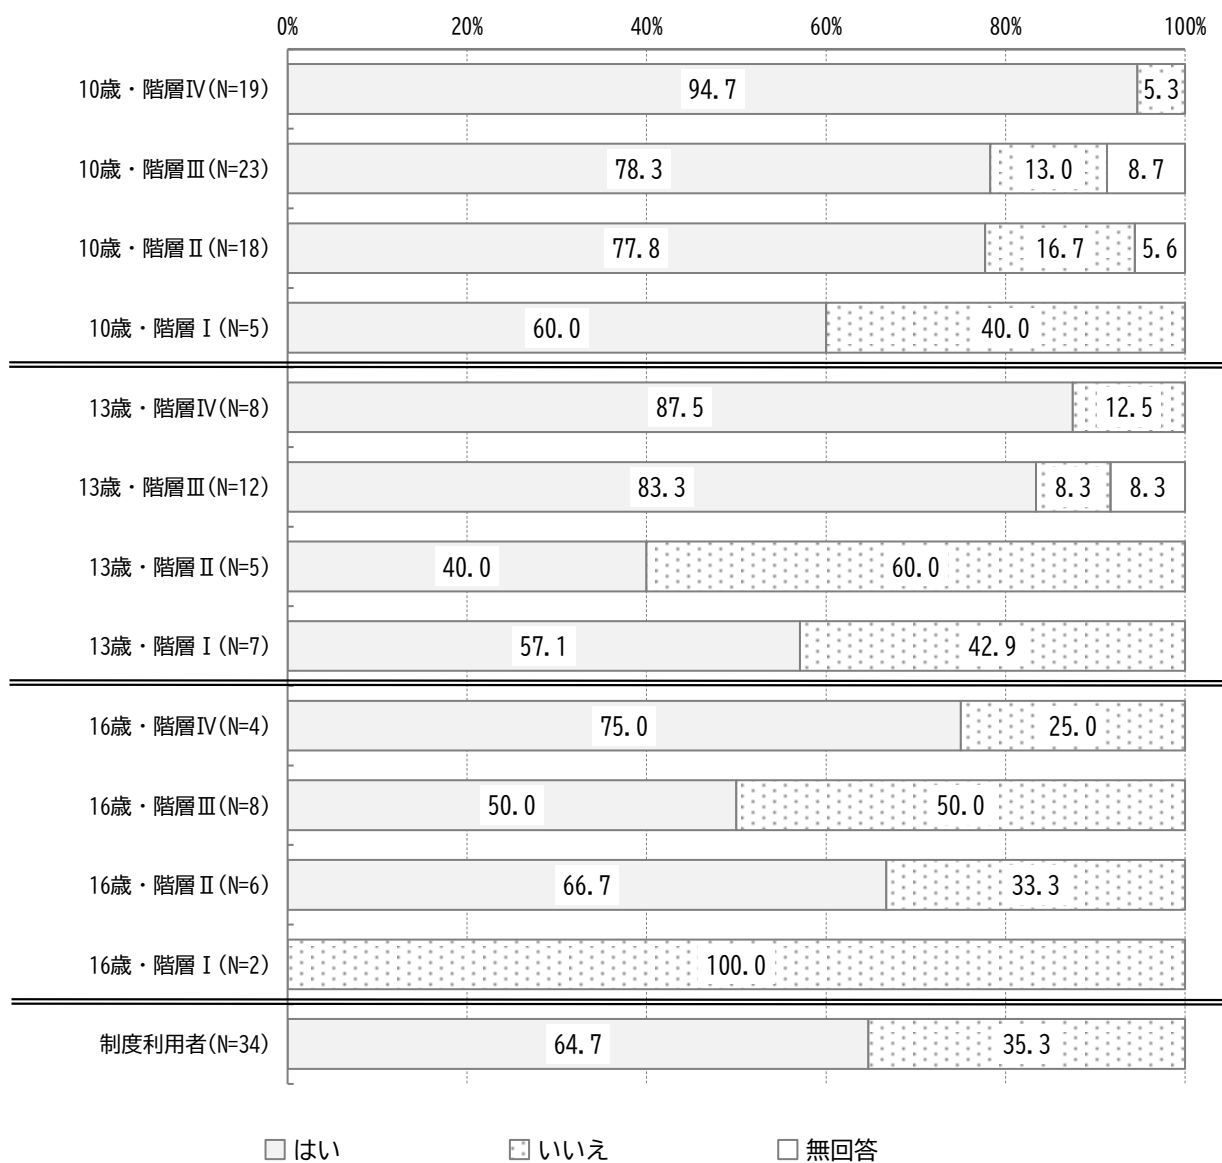 0% 20% 40% 60% 80% 100%
10歳・階層Ⅳ(N=19) 94.7 5.3
10歳・階層Ⅲ(N=23) 78.3 13.0 8.7
10歳・階層Ⅱ(N=18) 77.8 16.7 5.6
10歳・階層Ⅰ(N=5) 60.0 40.0
13歳・階層Ⅳ(N=8) 87.5 12.5
13歳・階層Ⅲ(N=12) 83.3 8.3 8.3
13歳・階層Ⅱ(N=5) 40.0 60.0
13歳・階層Ⅰ(N=7) 57.1 42.9
16歳・階層Ⅳ(N=4) 75.0 25.0
16歳・階層Ⅲ(N=8) 50.0 50.0
16歳・階層Ⅱ(N=6) 66.7 33.3
16歳・階層Ⅰ(N=2) 100.0
制度利用者(N=34) 64.7 35.3
はい いいえ 無回答